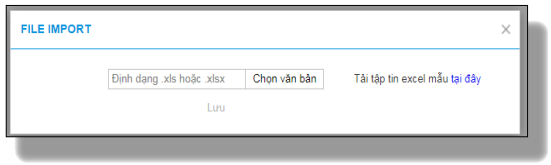 FILE IMPORT
Định dạng .xls hoặc .xlsx Chọn văn bản Tải tập tin excel mẫu tại đây
Lưu